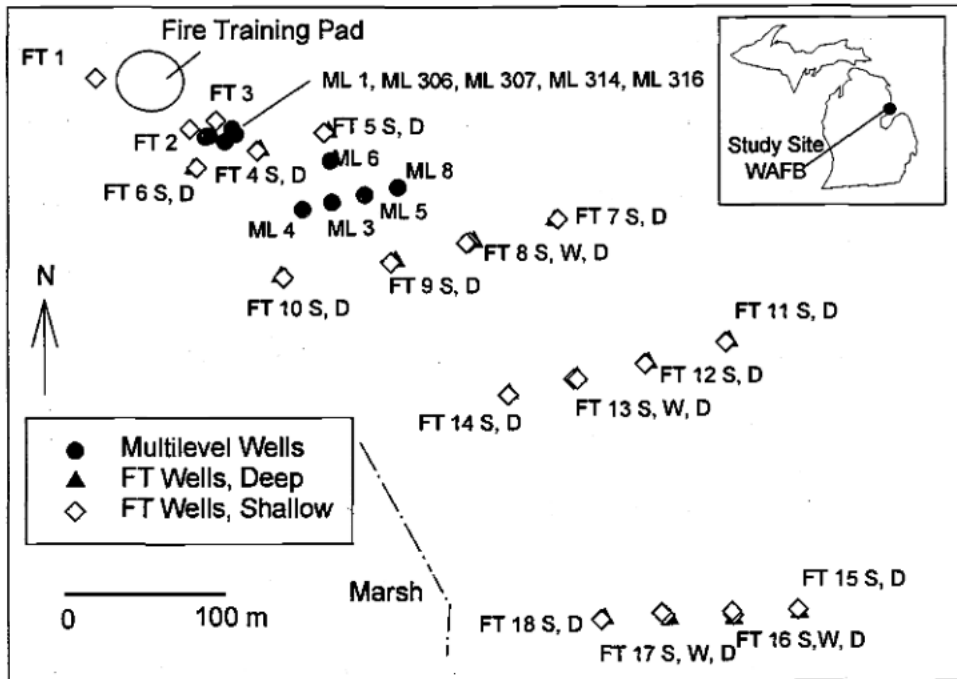 Fire Training Pad
FT 1
ML 1, ML 306, ML 307, ML 314, ML 316
FT 3
FT 2
FT 5 S, D
FT 4 S, D
ML 6
FT 6 S, D
ML 8
ML 5
ML 4
ML 3
FT 7 S, D
FT 8 S, W, D
FT 9 S, D
FT 10 S, D
Study Site
WAFB
N
FT 11 S, D
FT 12 S, D
FT 13 S, W, D
FT 14 S, D
Multilevel Wells
FT Wells, Deep
FT Wells, Shallow
Marsh
0
100 m
FT 15 S, D
FT 18 S, D
FT 16 S,W, D
FT 17 S, W, D